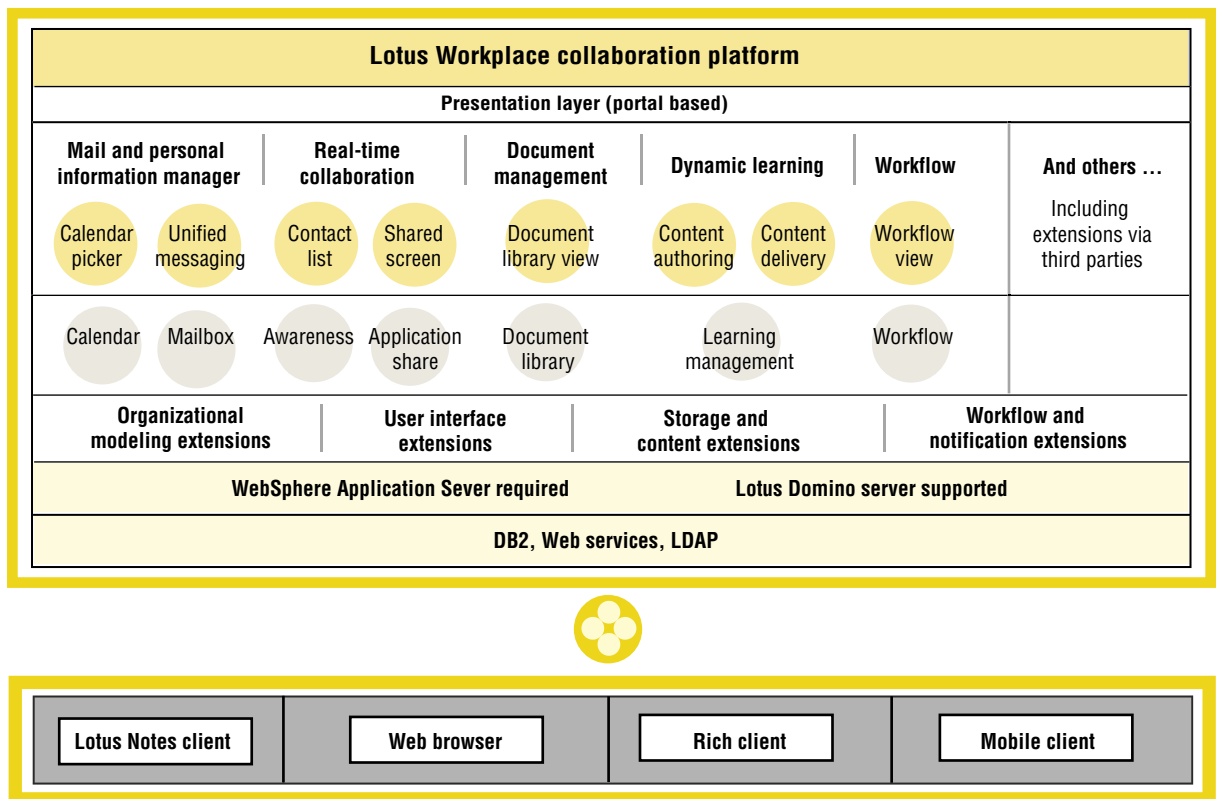 Lotus Workplace collaboration platform
Presentation layer (portal based)
Mail and personal
information manager
Real-time
collaboration
Document
management
Dynamic learning
Workflow
And others ...
Calendar
picker
Unified
messaging
Contact
list
Shared
screen
Document
library view
Content
authoring
Content
delivery
Workflow
view
Including
extensions via
third parties
Calendar
Mailbox
Awareness
Application
share
Document
library
Learning
management
Workflow
Organizational
modeling extensions
User interface
extensions
Storage and
content extensions
Workflow and
notification extensions
WebSphere Application Sever required
Lotus Domino server supported
DB2, Web services, LDAP
Lotus Notes client
Web browser
Rich client
Mobile client